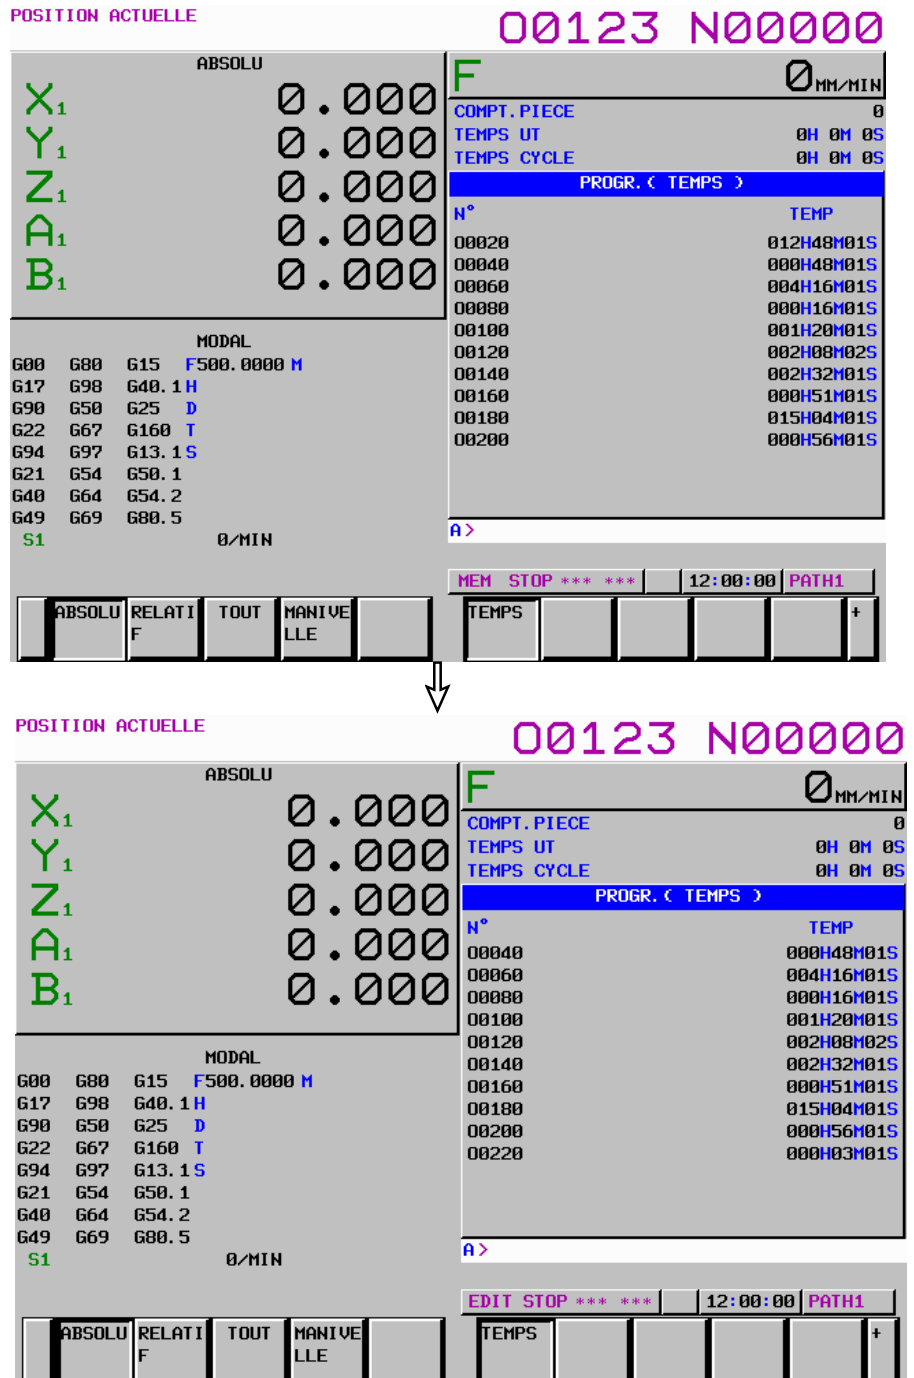 POSITION ACTUELLE
O0123 N00000
ABSOLU
X1 0.000
Y1 0.000
Z1 0.000
A1 0.000
B1 0.000
F 0 MM/MIN
COMPT.PIECE 0
TEMPS UT 0H 0M 0S
TEMPS CYCLE 0H 0M 0S
PROGR.( TEMPS )
N° TEMP
O0020 012H48M01S
O0040 000H48M01S
O0060 004H16M01S
O0080 000H16M01S
O0100 001H20M01S
O0120 002H08M02S
O0140 002H32M01S
O0160 000H51M01S
O0180 015H04M01S
O0200 000H56M01S
MODAL
G00 G80 G15 F500.0000 M
G17 G98 G40.1 H
G90 G50 G25 D
G22 G67 G160 T
G94 G97 G13.1 S
G21 G54 G50.1
G40 G64 G54.2
G49 G69 G80.5
S1 0/MIN
A>
MEM STOP *** *** 12:00:00 PATH1
ABSOLU RELATI TOUT MANIVE TEMPS +
F LLE
POSITION ACTUELLE
O0123 N00000
ABSOLU
X1 0.000
Y1 0.000
Z1 0.000
A1 0.000
B1 0.000
F 0 MM/MIN
COMPT.PIECE 0
TEMPS UT 0H 0M 0S
TEMPS CYCLE 0H 0M 0S
PROGR.( TEMPS )
N° TEMP
O0040 000H48M01S
O0060 004H16M01S
O0080 000H16M01S
O0100 001H20M01S
O0120 002H08M02S
O0140 002H32M01S
O0160 000H51M01S
O0180 015H04M01S
O0200 000H56M01S
O0220 000H03M01S
MODAL
G00 G80 G15 F500.0000 M
G17 G98 G40.1 H
G90 G50 G25 D
G22 G67 G160 T
G94 G97 G13.1 S
G21 G54 G50.1
G40 G64 G54.2
G49 G69 G80.5
S1 0/MIN
A>
EDIT STOP *** *** 12:00:00 PATH1
ABSOLU RELATI TOUT MANIVE TEMPS +
F LLE